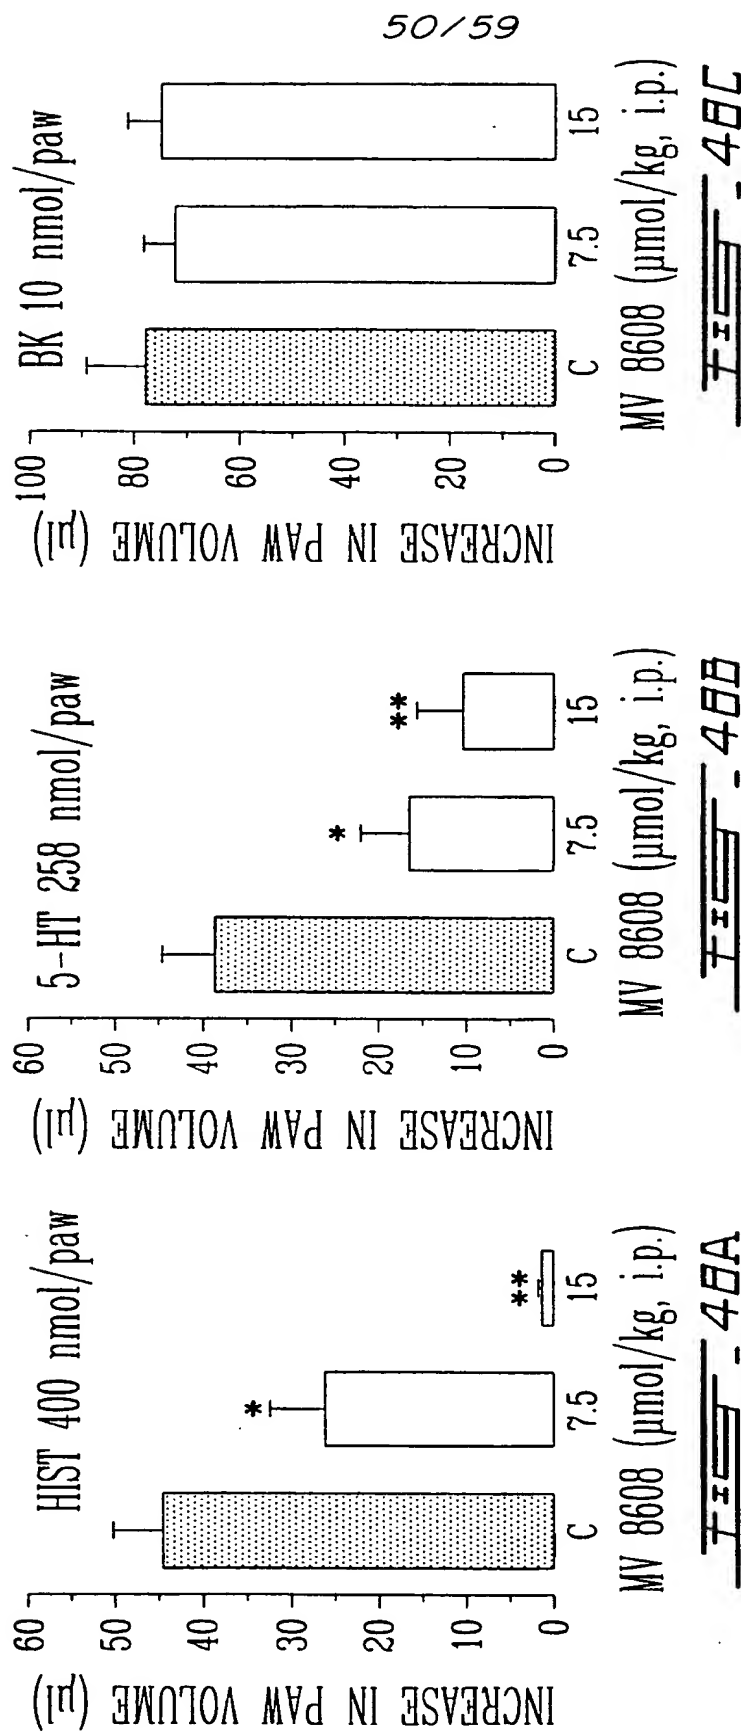 50/59
HIST 400 nmol/paw
INCREASE IN PAW VOLUME (µl)
60
50
40
30
20
10
0
*
**
C 7.5 15
MV 8608 (µmol/kg, i.p.)
Fig. 48A
5-HT 258 nmol/paw
INCREASE IN PAW VOLUME (µl)
60
50
40
30
20
10
0
*
**
C 7.5 15
MV 8608 (µmol/kg, i.p.)
Fig. 48B
BK 10 nmol/paw
INCREASE IN PAW VOLUME (µl)
100
80
60
40
20
0
C 7.5 15
MV 8608 (µmol/kg, i.p.)
Fig. 48C